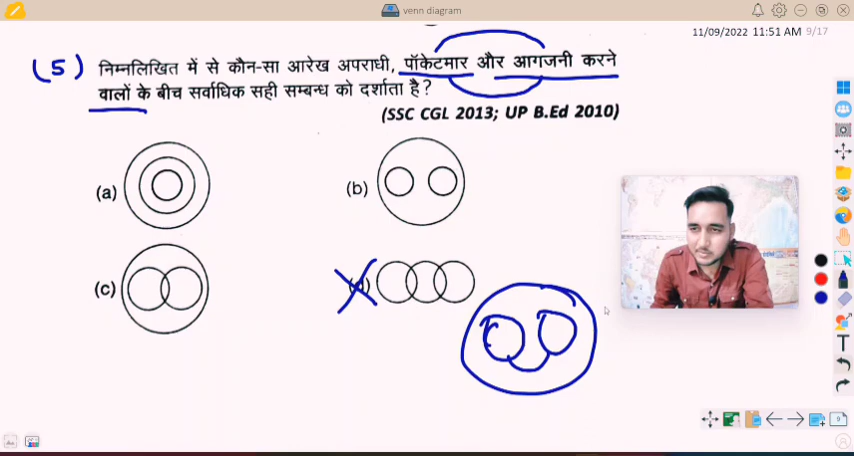 venn diagram
11/09/2022 11:51 AM 9/17
(5) निम्नलिखित में से कौन-सा आरेख अपराधी, पॉकेटमार और आगजनी करने
वालों के बीच सर्वाधिक सही सम्बन्ध को दर्शाता है?
(SSC CGL 2013; UP B.Ed 2010)
(a)
(b)
(c)
(d)